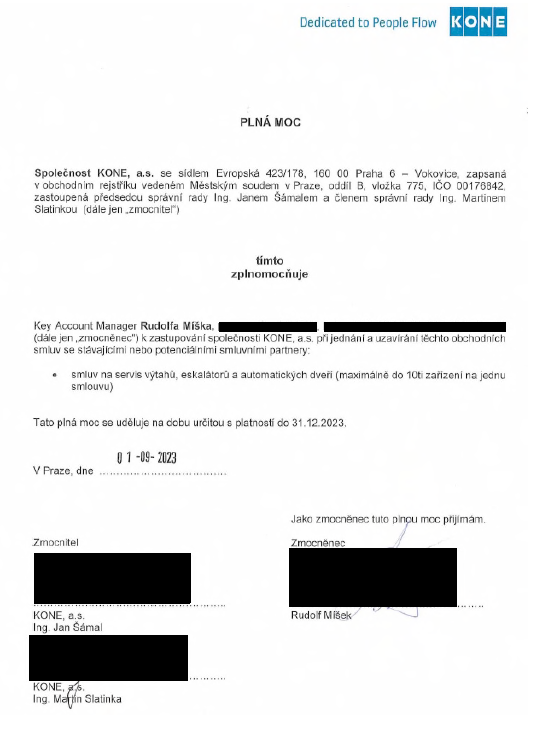 Dedicated to People Flow KONE
PLNÁ MOC
Společnost KONE, a.s. se sídlem Evropská 423/178, 160 00 Praha 6 – Vokovice, zapsaná
v obchodním rejstříku vedeném Městským soudem v Praze, oddíl B, vložka 775, IČO 00176842,
zastoupená předsedou správní rady Ing. Janem Šámalem a členem správní rady Ing. Martinem
Slatinkou (dále jen „zmocnitel")
tímto
zplnomocňuje
Key Account Manager Rudolfa Míška,
(dále jen „zmocněnec") k zastupování společnosti KONE, a.s. při jednání a uzavírání těchto obchodních
smluv se stávajícími nebo potenciálními smluvními partnery:
• smluv na servis výtahů, eskalátorů a automatických dveří (maximálně do 10ti zařízení na jednu
smlouvu)
Tato plná moc se uděluje na dobu určitou s platností do 31.12.2023.
01-09-2023
V Praze, dne
Jako zmocněnec tuto plnou moc přijímám.
Zmocnitel
Zmocněnec
KONE, a.s.
Ing. Jan Šámal
Rudolf Míšek
KONE, a.s.
Ing. Martin Slatinka